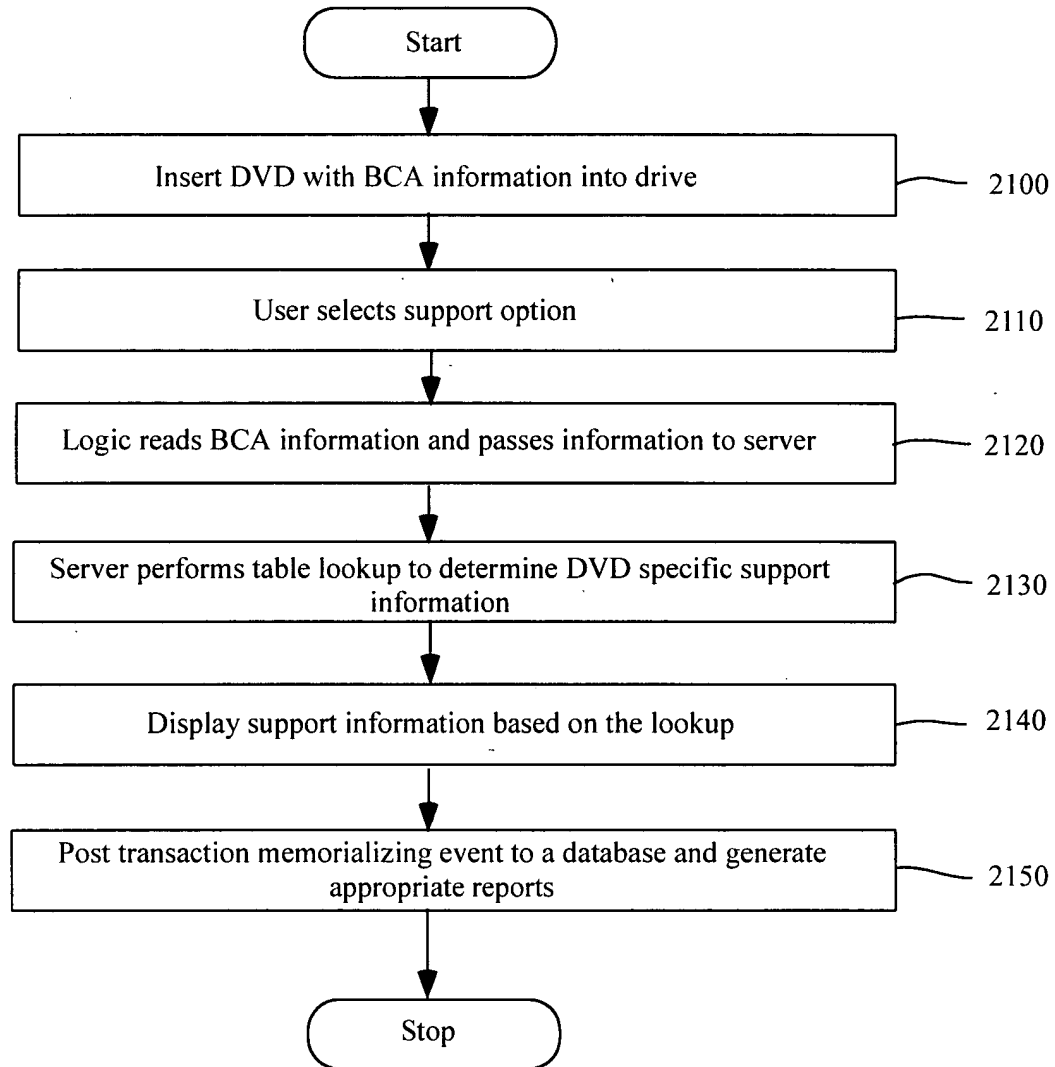 Start
Insert DVD with BCA information into drive
2100
User selects support option
2110
Logic reads BCA information and passes information to server
2120
Server performs table lookup to determine DVD specific support
information
2130
Display support information based on the lookup
2140
Post transaction memorializing event to a database and generate
appropriate reports
2150
Stop